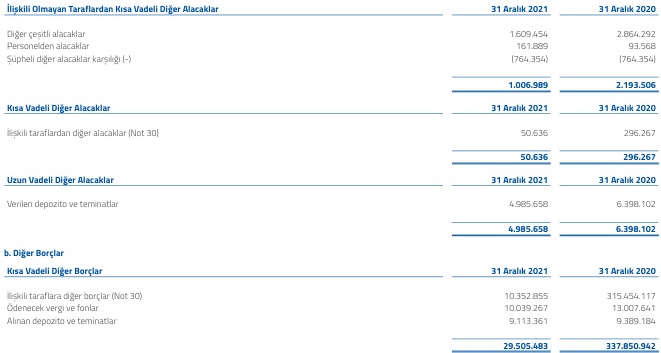 İlişkili Olmayan Taraflardan Kısa Vadeli Diğer Alacaklar 31 Aralık 2021 31 Aralık 2020
Diğer çeşitli alacaklar 1.609.454 2.864.292
Personelden alacaklar 161.889 93.568
Şüpheli diğer alacaklar karşılığı (-) (764.354) (764.354)
1.006.989 2.193.506
Kısa Vadeli Diğer Alacaklar 31 Aralık 2021 31 Aralık 2020
İlişkili taraflardan diğer alacaklar (Not 30) 50.636 296.267
50.636 296.267
Uzun Vadeli Diğer Alacaklar 31 Aralık 2021 31 Aralık 2020
Verilen depozito ve teminatlar 4.985.658 6.398.102
4.985.658 6.398.102
b. Diğer Borçlar
Kısa Vadeli Diğer Borçlar 31 Aralık 2021 31 Aralık 2020
İlişkili taraflara diğer borçlar (Not 30) 10.352.855 315.454.117
Ödenecek vergi ve fonlar 10.039.267 13.007.641
Alınan depozito ve teminatlar 9.113.361 9.389.184
29.505.483 337.850.942